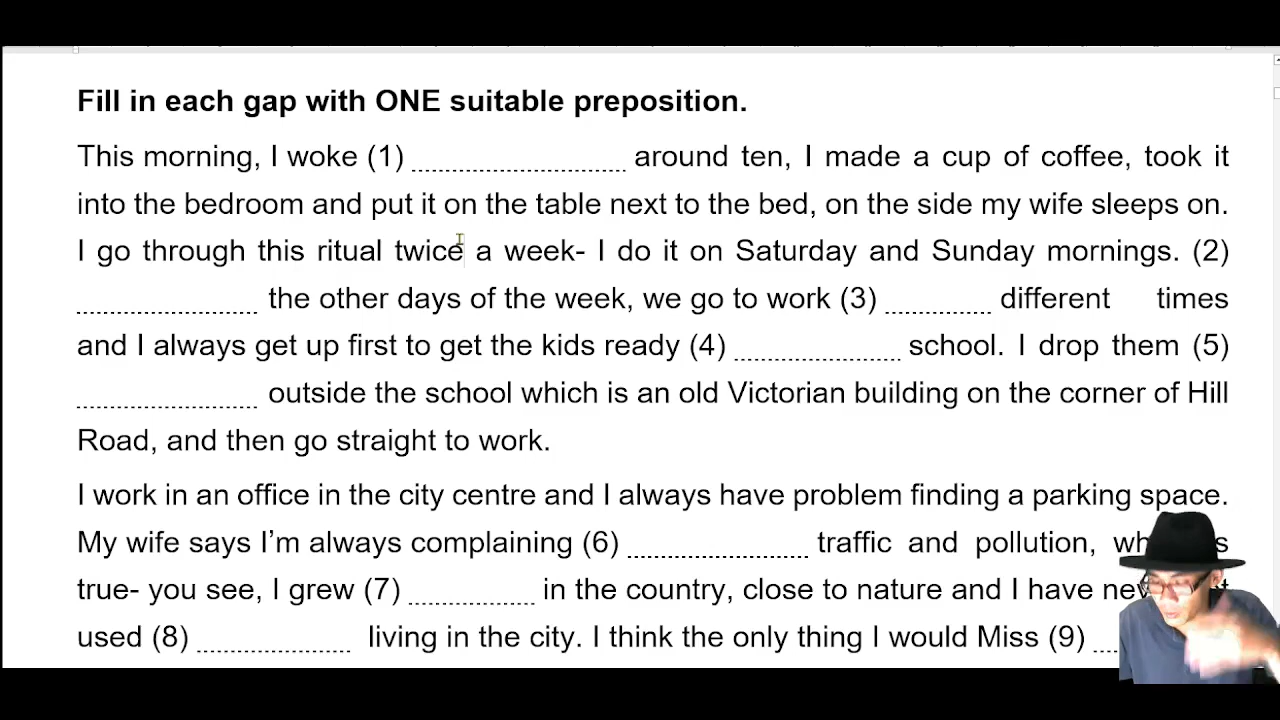 Fill in each gap with ONE suitable preposition.
This morning, I woke (1) ........................... around ten, I made a cup of coffee, took it
into the bedroom and put it on the table next to the bed, on the side my wife sleeps on.
I go through this ritual twice a week- I do it on Saturday and Sunday mornings. (2)
....................... the other days of the week, we go to work (3) ............. different times
and I always get up first to get the kids ready (4) ..................... school. I drop them (5)
....................... outside the school which is an old Victorian building on the corner of Hill
Road, and then go straight to work.
I work in an office in the city centre and I always have problem finding a parking space.
My wife says I'm always complaining (6) ....................... traffic and pollution,
true- you see, I grew (7) ................ in the country, close to nature and I have
used (8) ................... living in the city. I think the only thing I would Miss (9) ...